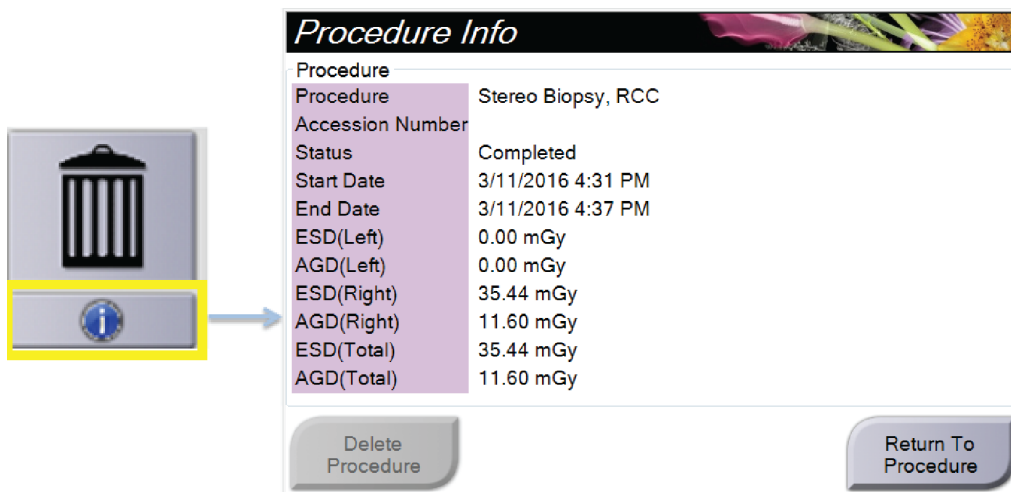 Procedure Info
Procedure
Procedure Stereo Biopsy, RCC
Accession Number
Status Completed
Start Date 3/11/2016 4:31 PM
End Date 3/11/2016 4:37 PM
ESD(Left) 0.00 mGy
AGD(Left) 0.00 mGy
ESD(Right) 35.44 mGy
AGD(Right) 11.60 mGy
ESD(Total) 35.44 mGy
AGD(Total) 11.60 mGy
Delete
Procedure
Return To
Procedure